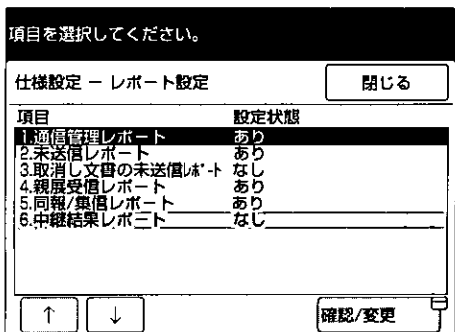 項目を選択してください。
仕様設定 － レポート設定 閉じる
項目 設定状態
1.通信管理レポート あり
2.未送信レポート あり
3.取消し文書の未送信ﾚﾎﾟｰﾄ なし
4.親展受信レポート あり
5.同報/集信レポート あり
6.中継結果レポート なし
↑ ↓ 確認/変更